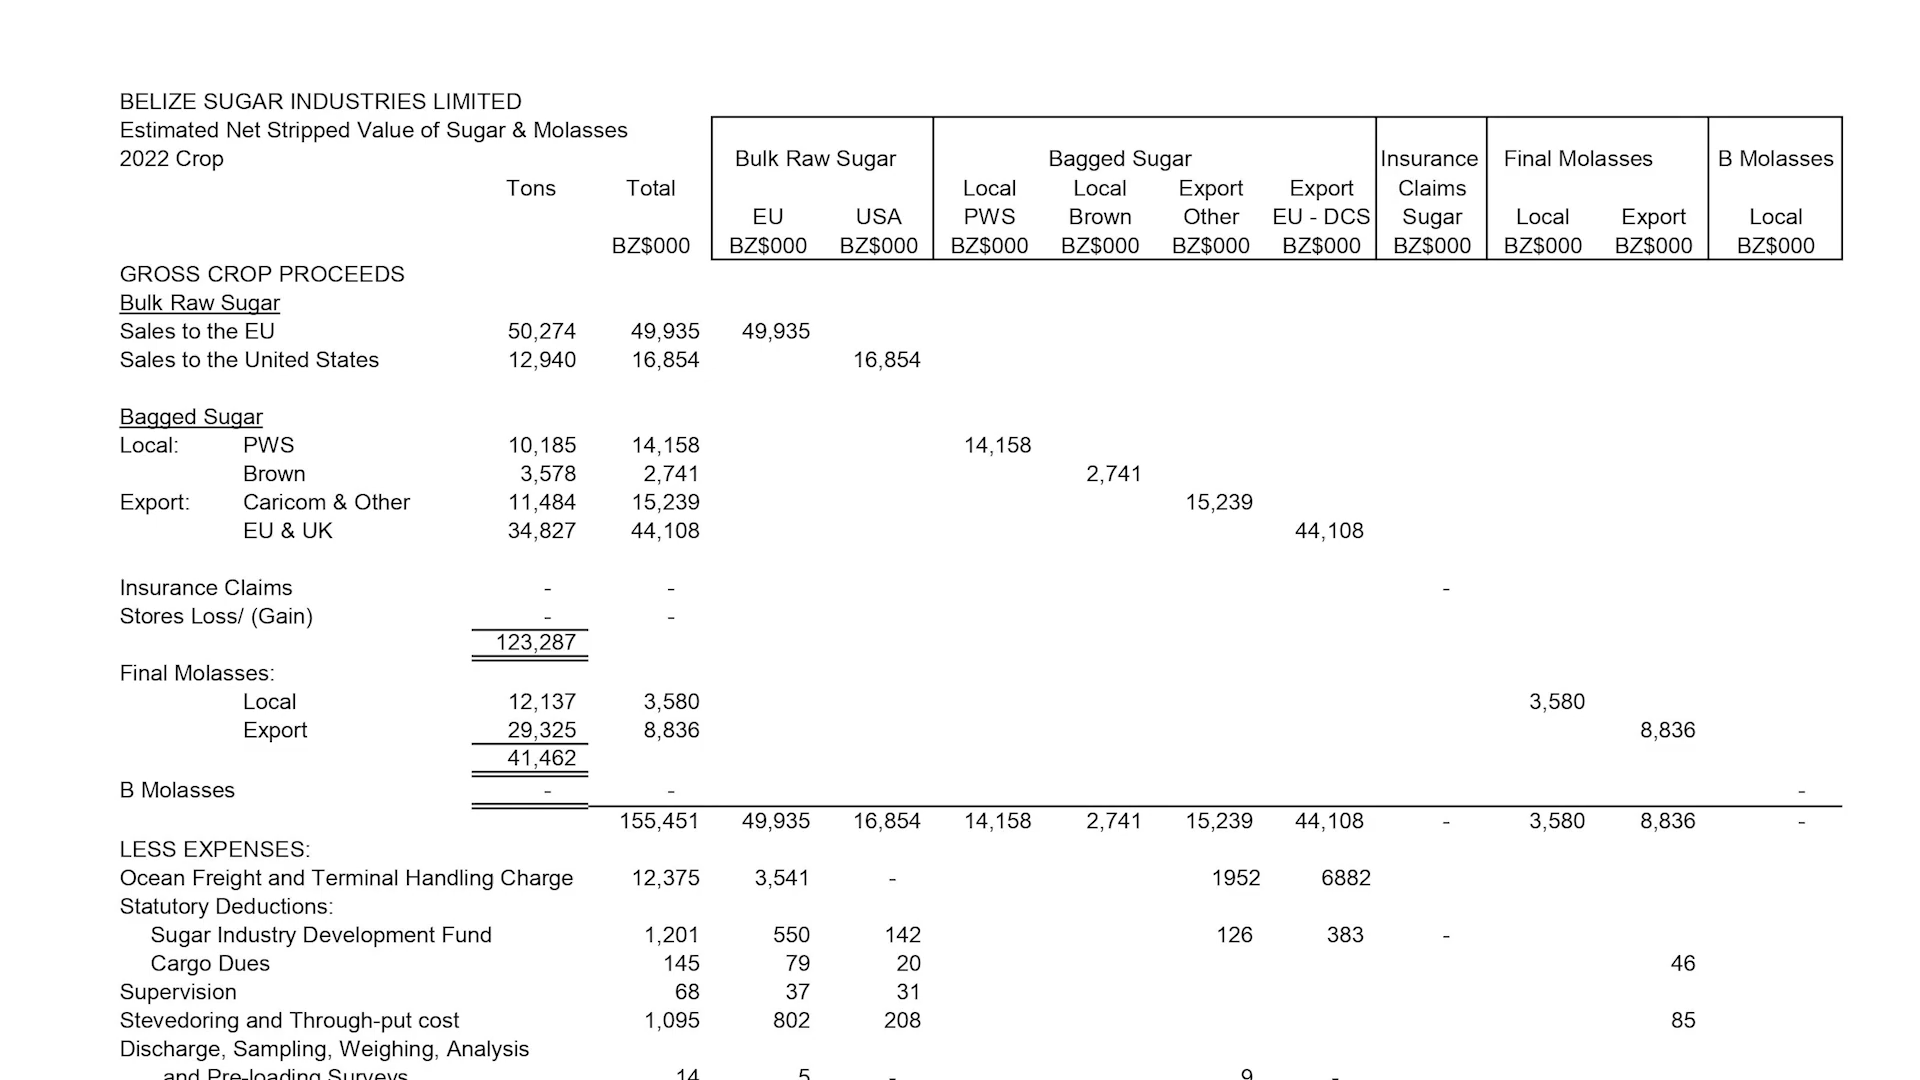 BELIZE SUGAR INDUSTRIES LIMITED
Estimated Net Stripped Value of Sugar & Molasses
2022 Crop Bulk Raw Sugar Bagged Sugar Insurance Final Molasses B Molasses
Tons Total Local Local Export Export Claims
EU USA PWS Brown Other EU - DCS Sugar Local Export Local
BZ$000 BZ$000 BZ$000 BZ$000 BZ$000 BZ$000 BZ$000 BZ$000 BZ$000 BZ$000 BZ$000
GROSS CROP PROCEEDS
Bulk Raw Sugar
Sales to the EU 50,274 49,935 49,935
Sales to the United States 12,940 16,854 16,854
Bagged Sugar
Local: PWS 10,185 14,158 14,158
Brown 3,578 2,741 2,741
Export: Caricom & Other 11,484 15,239 15,239
EU & UK 34,827 44,108 44,108
Insurance Claims - - -
Stores Loss/ (Gain) - -
123,287
Final Molasses:
Local 12,137 3,580 3,580
Export 29,325 8,836 8,836
41,462
B Molasses - - -
155,451 49,935 16,854 14,158 2,741 15,239 44,108 - 3,580 8,836 -
LESS EXPENSES:
Ocean Freight and Terminal Handling Charge 12,375 3,541 - 1952 6882
Statutory Deductions:
Sugar Industry Development Fund 1,201 550 142 126 383 -
Cargo Dues 145 79 20 46
Supervision 68 37 31
Stevedoring and Through-put cost 1,095 802 208 85
Discharge, Sampling, Weighing, Analysis
and Pre-loading Surveys 14 5 - 9 -